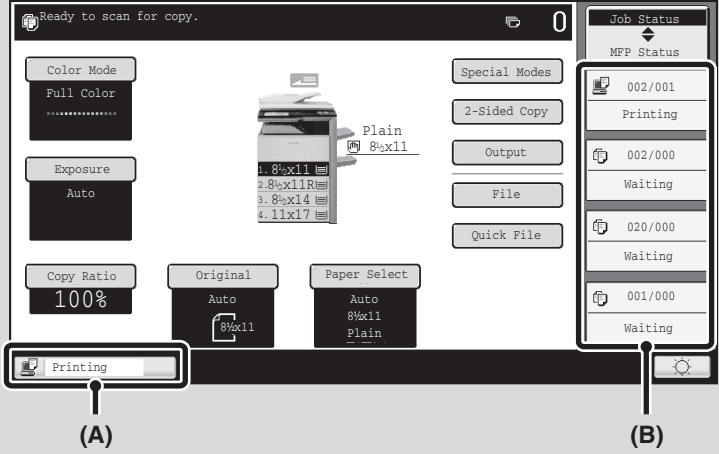 Ready to scan for copy.
0
Job Status
MFP Status
Color Mode
Full Color
Exposure
Auto
Copy Ratio
100%
Original
Auto
8½x11
Paper Select
Auto
8½x11
Plain
Plain
8½x11
1. 8½x11
2. 8½x11R
3. 8½x14
4. 11x17
Special Modes
2-Sided Copy
Output
File
Quick File
002/001
Printing
002/000
Waiting
020/000
Waiting
001/000
Waiting
Printing
(A)
(B)